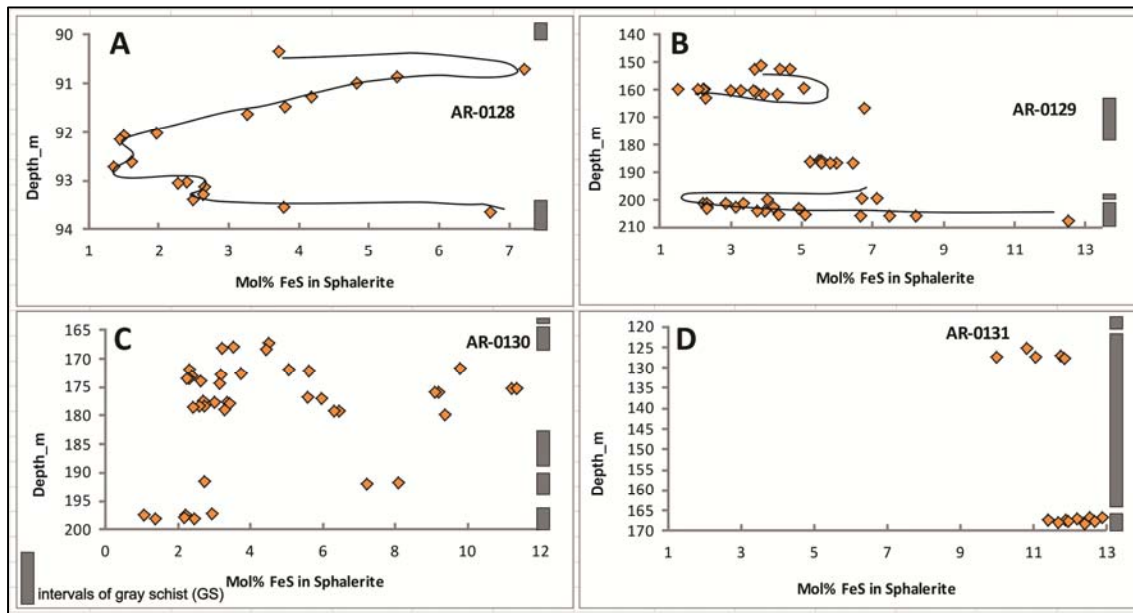 A
AR-0128
90
91
92
93
94
Depth_m
1 2 3 4 5 6 7
Mol% FeS in Sphalerite
B
AR-0129
140
150
160
170
180
190
200
210
Depth_m
1 3 5 7 9 11 13
Mol% FeS in Sphalerite
C
AR-0130
165
170
175
180
185
190
195
200
Depth_m
0 2 4 6 8 10 12
Mol% FeS in Sphalerite
intervals of gray schist (GS)
D
AR-0131
120
125
130
135
140
145
150
155
160
165
170
Depth_m
1 3 5 7 9 11 13
Mol% FeS in Sphalerite